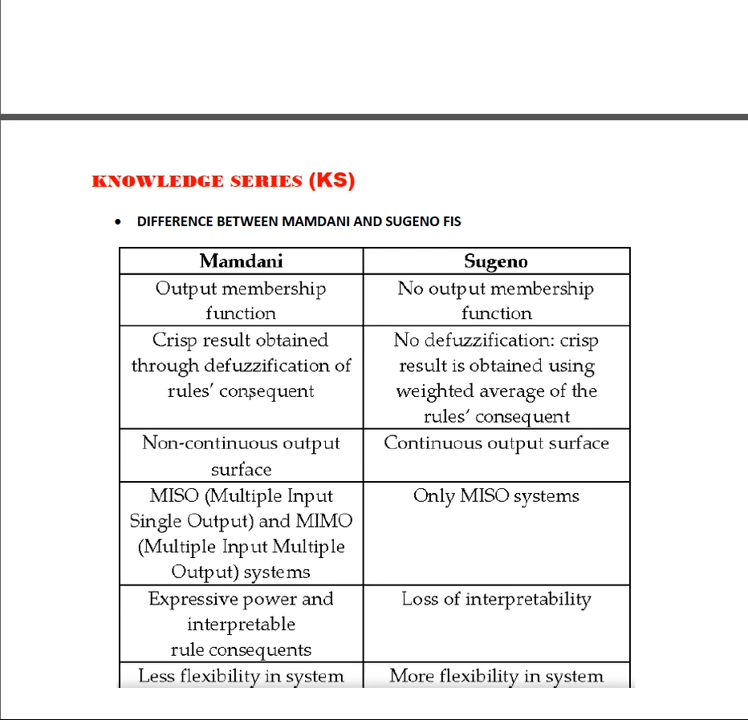 KNOWLEDGE SERIES (KS)
• DIFFERENCE BETWEEN MAMDANI AND SUGENO FIS
Mamdani
Sugeno
Output membership
function
No output membership
function
Crisp result obtained
through defuzzification of
rules' consequent
No defuzzification: crisp
result is obtained using
weighted average of the
rules' consequent
Non-continuous output
surface
Continuous output surface
MISO (Multiple Input
Single Output) and MIMO
(Multiple Input Multiple
Output) systems
Only MISO systems
Expressive power and
interpretable
rule consequents
Loss of interpretability
Less flexibility in system
More flexibility in system